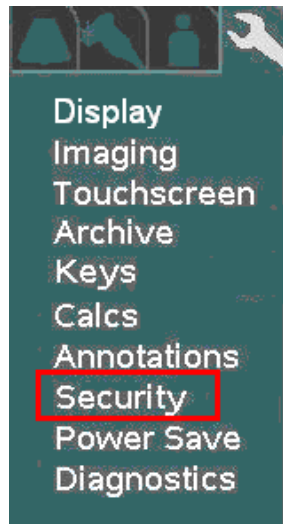 Display
Imaging
Touchscreen
Archive
Keys
Calcs
Annotations
Security
Power Save
Diagnostics